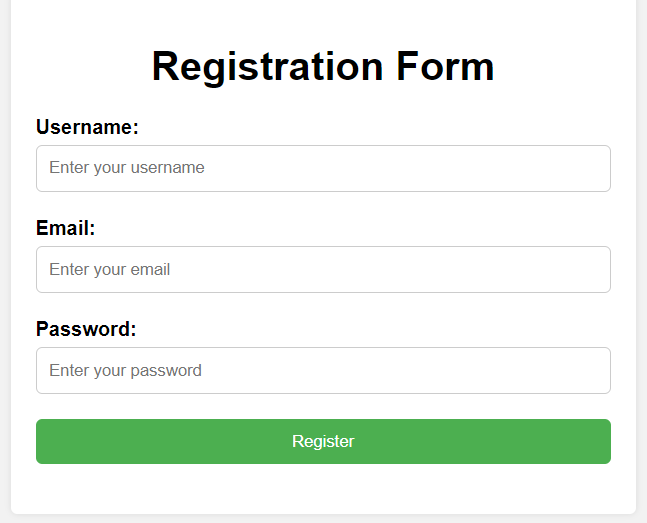 Registration Form
Username:
Enter your username
Email:
Enter your email
Password:
Enter your password
Register